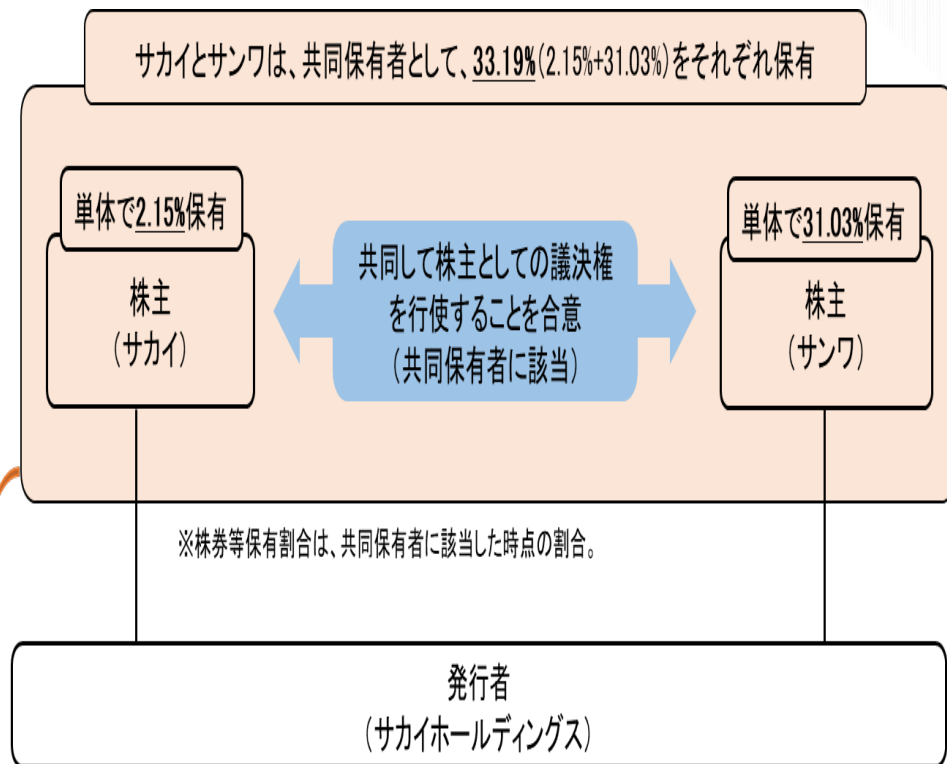 サカイとサンワは、共同保有者として、33.19%(2.15%+31.03%)をそれぞれ保有
単体で2.15%保有
株主
(サカイ)
共同して株主としての議決権
を行使することを合意
(共同保有者に該当)
単体で31.03%保有
株主
(サンワ)
※株券等保有割合は、共同保有者に該当した時点の割合。
発行者
(サカイホールディングス)